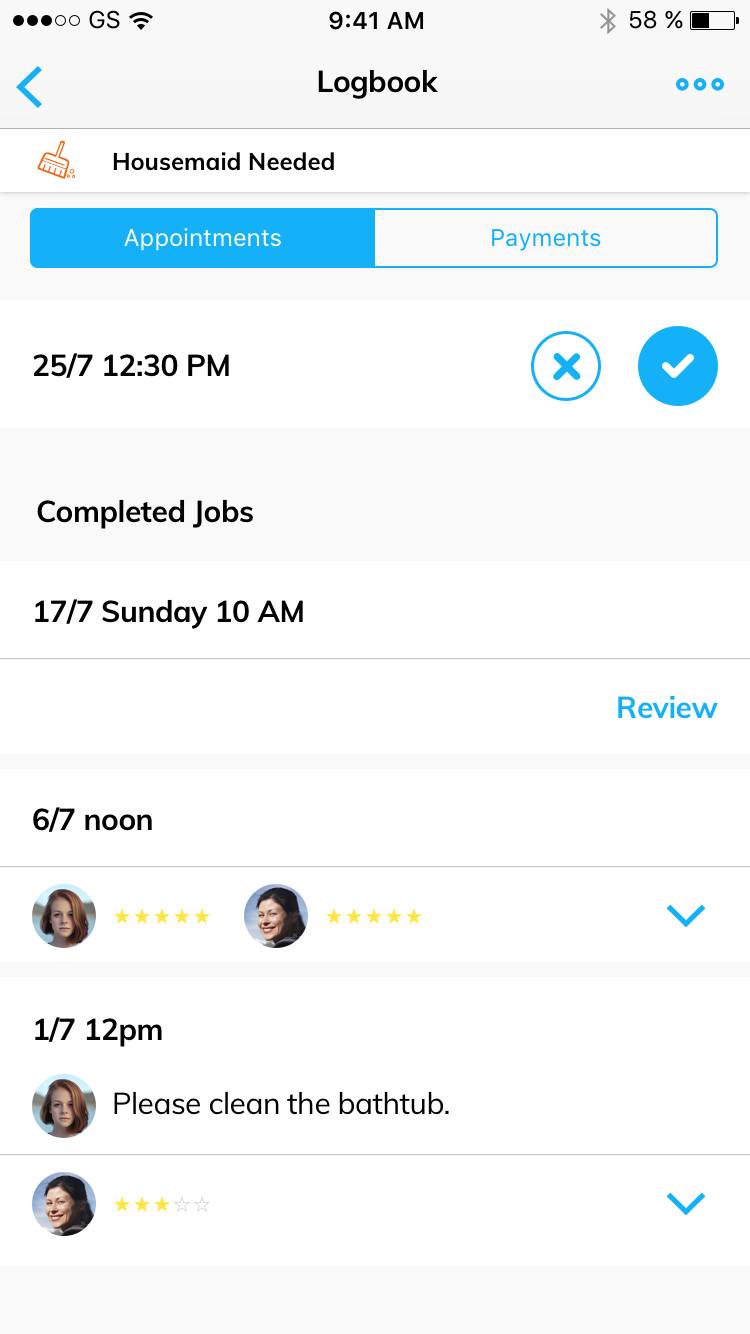 GS 9:41 AM 58 %
Logbook
Housemaid Needed
Appointments Payments
25/7 12:30 PM
Completed Jobs
17/7 Sunday 10 AM
Review
6/7 noon
1/7 12pm
Please clean the bathtub.